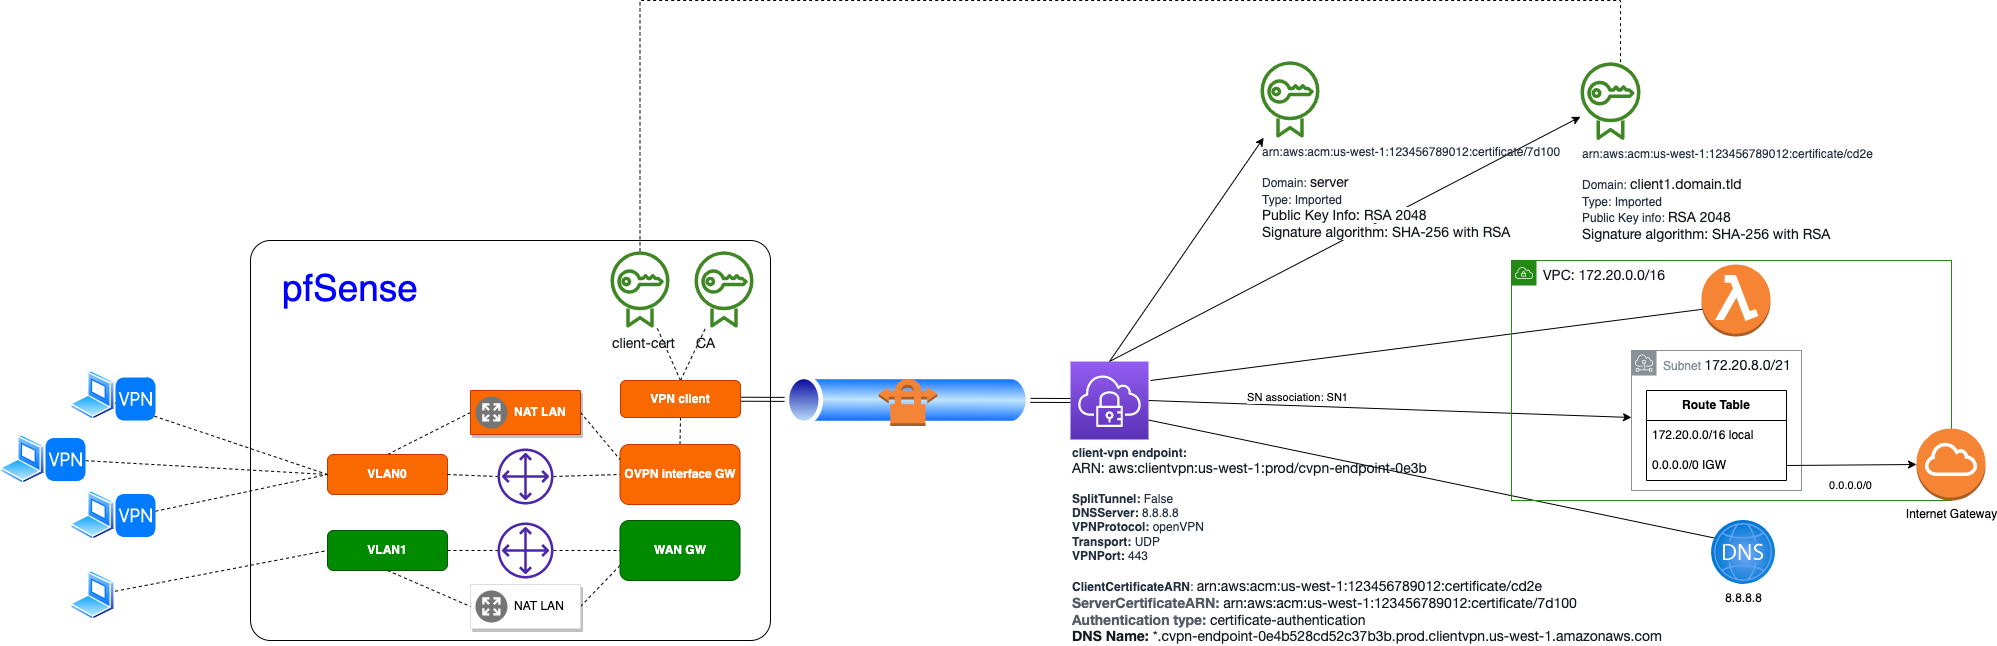 arn:aws:acm:us-west-1:123456789012:certificate/7d100
Domain: server
Type: Imported
Public Key Info: RSA 2048
Signature algorithm: SHA-256 with RSA
arn:aws:acm:us-west-1:123456789012:certificate/cd2e
Domain: client1.domain.tld
Type: Imported
Public Key info: RSA 2048
Signature algorithm: SHA-256 with RSA
pfSense
client-cert
CA
VPN
VPN
VPN
NAT LAN
VPN client
VLAN0
OVPN interface GW
VLAN1
WAN GW
NAT LAN
SN association: SN1
client-vpn endpoint:
ARN: aws:clientvpn:us-west-1:prod/cvpn-endpoint-0e3b
SplitTunnel: False
DNSServer: 8.8.8.8
VPNProtocol: openVPN
Transport: UDP
VPNPort: 443
ClientCertificateARN: arn:aws:acm:us-west-1:123456789012:certificate/cd2e
ServerCertificateARN: arn:aws:acm:us-west-1:123456789012:certificate/7d100
Authentication type: certificate-authentication
DNS Name: *.cvpn-endpoint-0e4b528cd52c37b3b.prod.clientvpn.us-west-1.amazonaws.com
VPC: 172.20.0.0/16
Subnet 172.20.8.0/21
Route Table
172.20.0.0/16 local
0.0.0.0/0 IGW
0.0.0.0/0
Internet Gateway
DNS
8.8.8.8